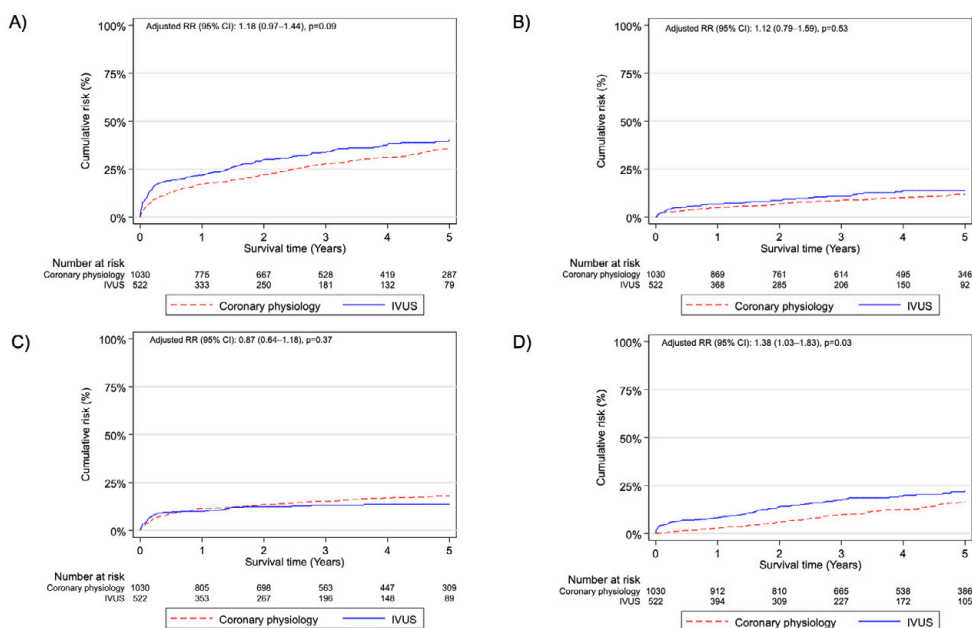 A)
Adjusted RR (95% CI): 1.18 (0.97–1.44), p=0.09
Cumulative risk (%)
100%
75%
50%
25%
0%
0 1 2 3 4 5
Survival time (Years)
Number at risk
Coronary physiology 1030 775 667 528 419 287
IVUS 522 333 250 181 132 79
Coronary physiology IVUS
B)
Adjusted RR (95% CI): 1.12 (0.79–1.59), p=0.53
Cumulative risk (%)
100%
75%
50%
25%
0%
0 1 2 3 4 5
Survival time (Years)
Number at risk
Coronary physiology 1030 869 761 614 495 346
IVUS 522 368 285 206 150 92
Coronary physiology IVUS
C)
Adjusted RR (95% CI): 0.87 (0.64–1.18), p=0.37
Cumulative risk (%)
100%
75%
50%
25%
0%
0 1 2 3 4 5
Survival time (Years)
Number at risk
Coronary physiology 1030 805 698 563 447 309
IVUS 522 353 267 196 148 89
Coronary physiology IVUS
D)
Adjusted RR (95% CI): 1.38 (1.03–1.83), p=0.03
Cumulative risk (%)
100%
75%
50%
25%
0%
0 1 2 3 4 5
Survival time (Years)
Number at risk
Coronary physiology 1030 912 810 665 538 386
IVUS 522 394 309 227 172 105
Coronary physiology IVUS